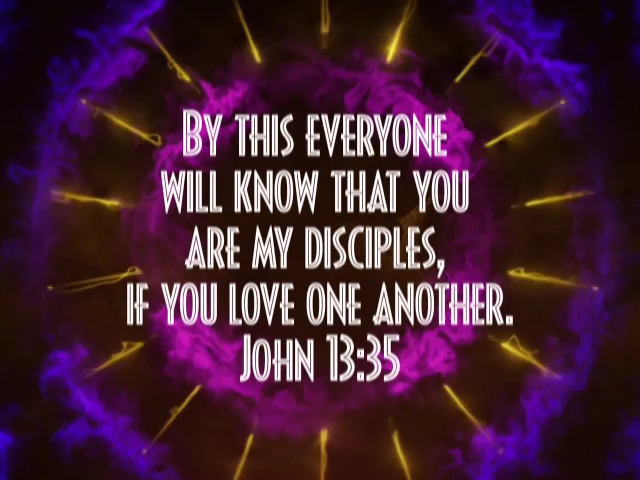 By this everyone
will know that you
are my disciples,
if you love one another.
John 13:35